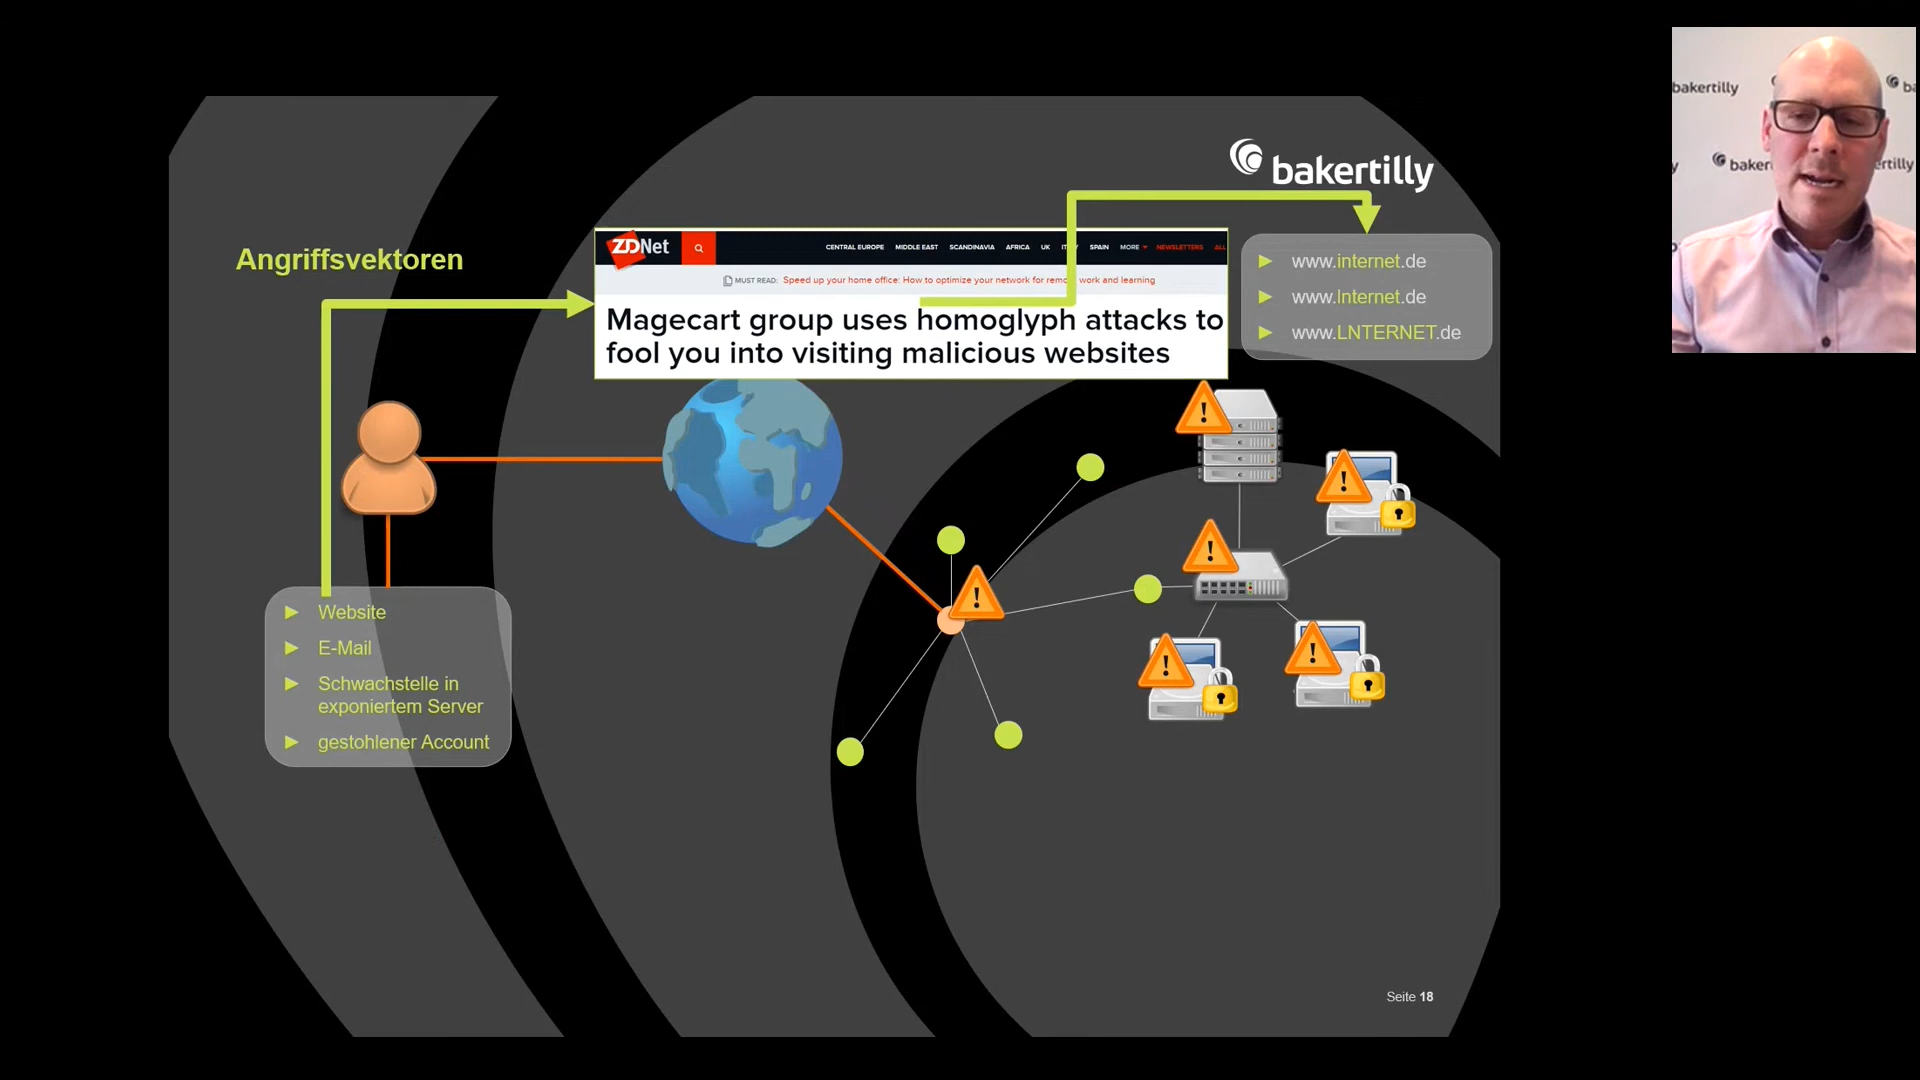 bakertilly
Angriffsvektoren
ZDNet
CENTRAL EUROPE MIDDLE EAST SCANDINAVIA AFRICA UK SPAIN MORE NEWSLETTERS ALL
MUST READ: Speed up your home office: How to optimize your network for remote work and learning
Magecart group uses homoglyph attacks to
fool you into visiting malicious websites
www.internet.de
www.lnternet.de
www.LNTERNET.de
Website
E-Mail
Schwachstelle in
exponiertem Server
gestohlener Account
Seite 18
bakertilly